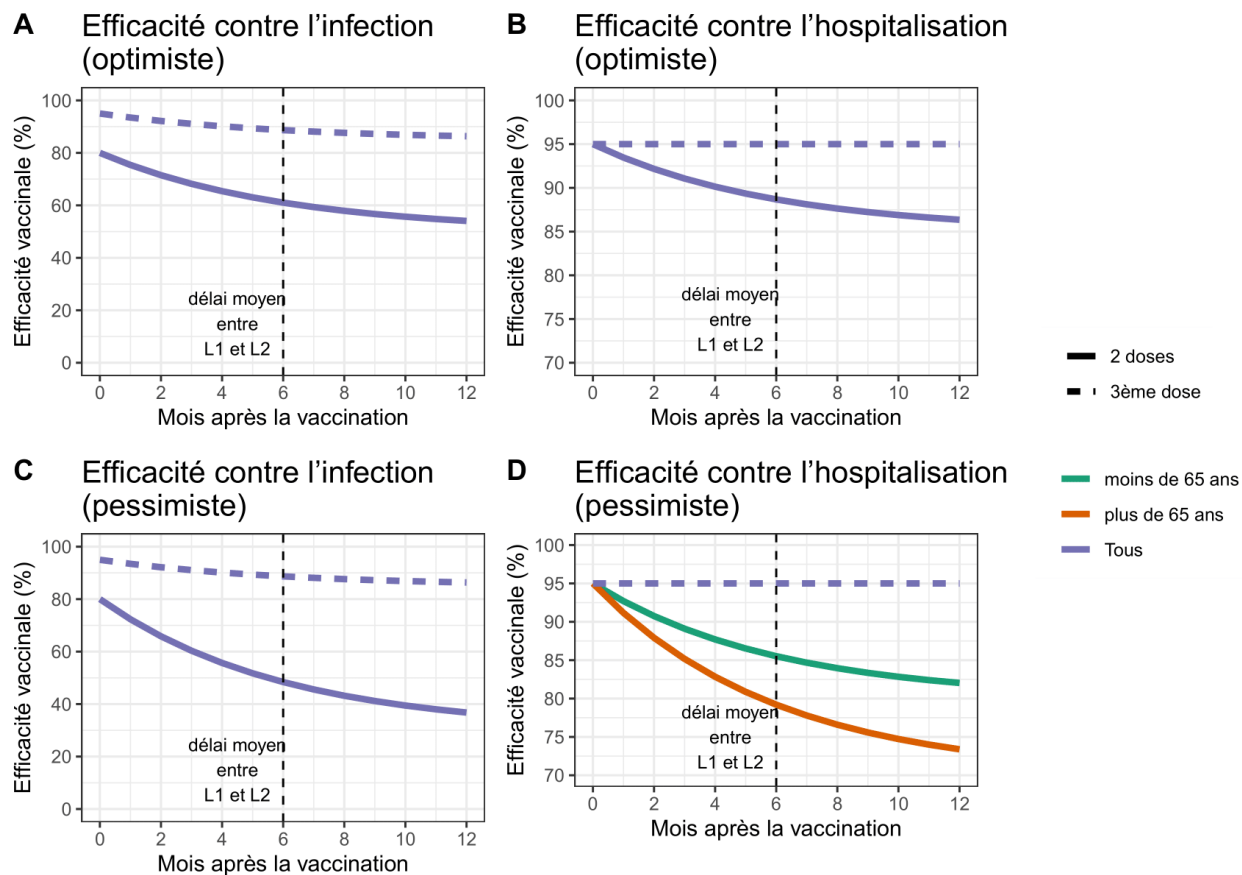 A Efficacité contre l’infection
(optimiste)
Efficacité vaccinale (%)
100
80
60
40
20
0
délai moyen
entre
L1 et L2
0 2 4 6 8 10 12
Mois après la vaccination
B Efficacité contre l’hospitalisation
(optimiste)
Efficacité vaccinale (%)
100
95
90
85
80
75
70
délai moyen
entre
L1 et L2
0 2 4 6 8 10 12
Mois après la vaccination
C Efficacité contre l’infection
(pessimiste)
Efficacité vaccinale (%)
100
80
60
40
20
0
délai moyen
entre
L1 et L2
0 2 4 6 8 10 12
Mois après la vaccination
D Efficacité contre l’hospitalisation
(pessimiste)
Efficacité vaccinale (%)
100
95
90
85
80
75
70
délai moyen
entre
L1 et L2
0 2 4 6 8 10 12
Mois après la vaccination
2 doses
3ème dose
moins de 65 ans
plus de 65 ans
Tous